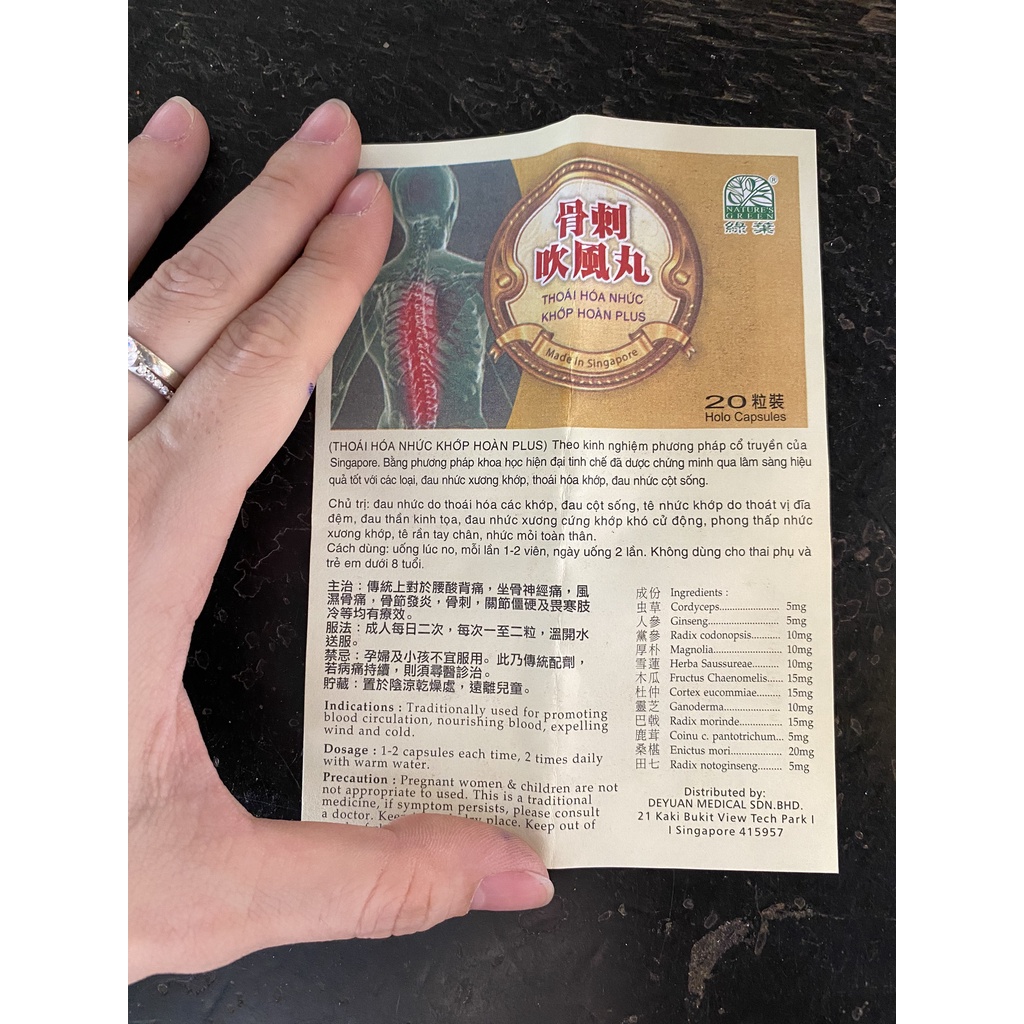 NATURE'S
GREEN
®
綠葉
骨刺
吹風丸
THOÁI HÓA NHỨC
KHỚP HOÀN PLUS
Made in Singapore
20粒裝
Holo Capsules
(THOÁI HÓA NHỨC KHỚP HOÀN PLUS) Theo kinh nghiệm phương pháp cổ truyền của
Singapore. Bằng phương pháp khoa học hiện đại tinh chế đã dược chứng minh qua lâm sàng hiệu
quả tốt với các loại, đau nhức xương khớp, thoái hóa khớp, đau nhức cột sống.
Chủ trị: đau nhức do thoái hóa các khớp, đau cột sống, tê nhức khớp do thoát vị đĩa
đệm, đau thần kinh tọa, đau nhức xương cứng khớp khó cử động, phong thấp nhức
xương khớp, tê rần tay chân, nhức mỏi toàn thân.
Cách dùng: uống lúc no, mỗi lần 1-2 viên, ngày uống 2 lần. Không dùng cho thai phụ và
trẻ em dưới 8 tuổi.
主治：傳統上對於腰酸背痛，坐骨神經痛，風
濕骨痛，骨節發炎，骨刺，關節僵硬及畏寒肢
冷等均有療效。
服法：成人每日二次，每次一至二粒，溫開水
送服。
禁忌：孕婦及小孩不宜服用。此乃傳統配劑，
若病痛持續，則須尋醫診治。
貯藏：置於陰涼乾燥處，遠離兒童。
Indications : Traditionally used for promoting
blood circulation, nourishing blood, expelling
wind and cold.
Dosage : 1-2 capsules each time, 2 times daily
with warm water.
Precaution : Pregnant women & children are not
not appropriate to used. This is a traditional
medicine, if symptom persists, please consult
a doctor. place. Keep out of
成份 Ingredients :
虫草 Cordyceps........................ 5mg
人參 Ginseng.......................... 5mg
黨參 Radix codonopsis........... 10mg
厚朴 Magnolia........................ 10mg
雪蓮 Herba Saussureae.......... 10mg
木瓜 Fructus Chaenomelis...... 15mg
杜仲 Cortex eucommiae......... 15mg
靈芝 Ganoderma................... 10mg
巴戟 Radix morinde............... 15mg
鹿茸 Coinu c. pantotrichum... 5mg
桑椹 Enictus mori................... 20mg
田七 Radix notoginseng......... 5mg
Distributed by:
DEYUAN MEDICAL SDN.BHD.
21 Kaki Bukit View Tech Park I
I Singapore 415957